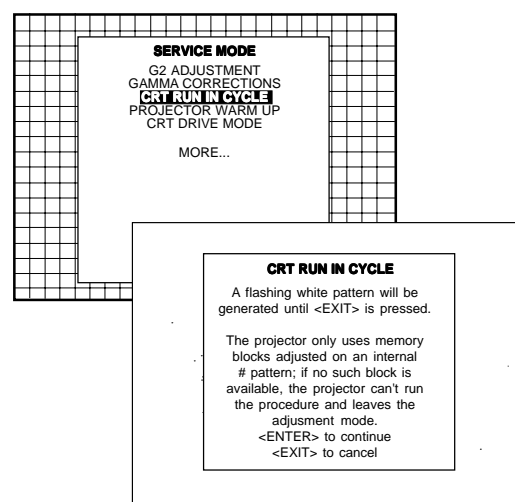 SERVICE MODE
G2 ADJUSTMENT
GAMMA CORRECTIONS
CRT RUN IN CYCLE
PROJECTOR WARM UP
CRT DRIVE MODE
MORE...
CRT RUN IN CYCLE
A flashing white pattern will be
generated until <EXIT> is pressed.
The projector only uses memory
blocks adjusted on an internal
# pattern; if no such block is
available, the projector can't run
the procedure and leaves the
adjusment mode.
<ENTER> to continue
<EXIT> to cancel